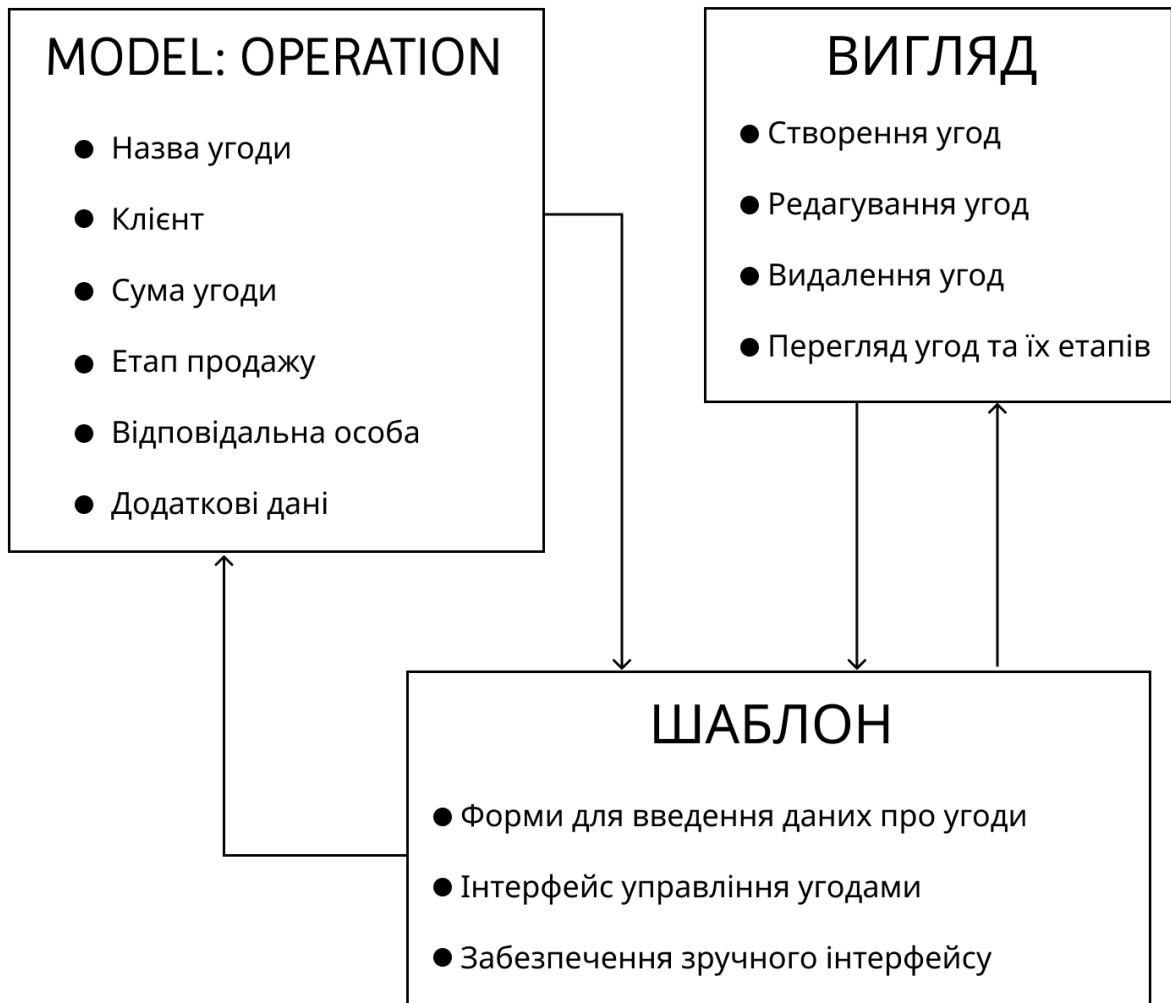 MODEL: OPERATION
Назва угоди
Клієнт
Сума угоди
Етап продажу
Відповідальна особа
Додаткові дані
ВИГЛЯД
Створення угод
Редагування угод
Видалення угод
Перегляд угод та їх етапів
ШАБЛОН
Форми для введення даних про угоди
Інтерфейс управління угодами
Забезпечення зручного інтерфейсу